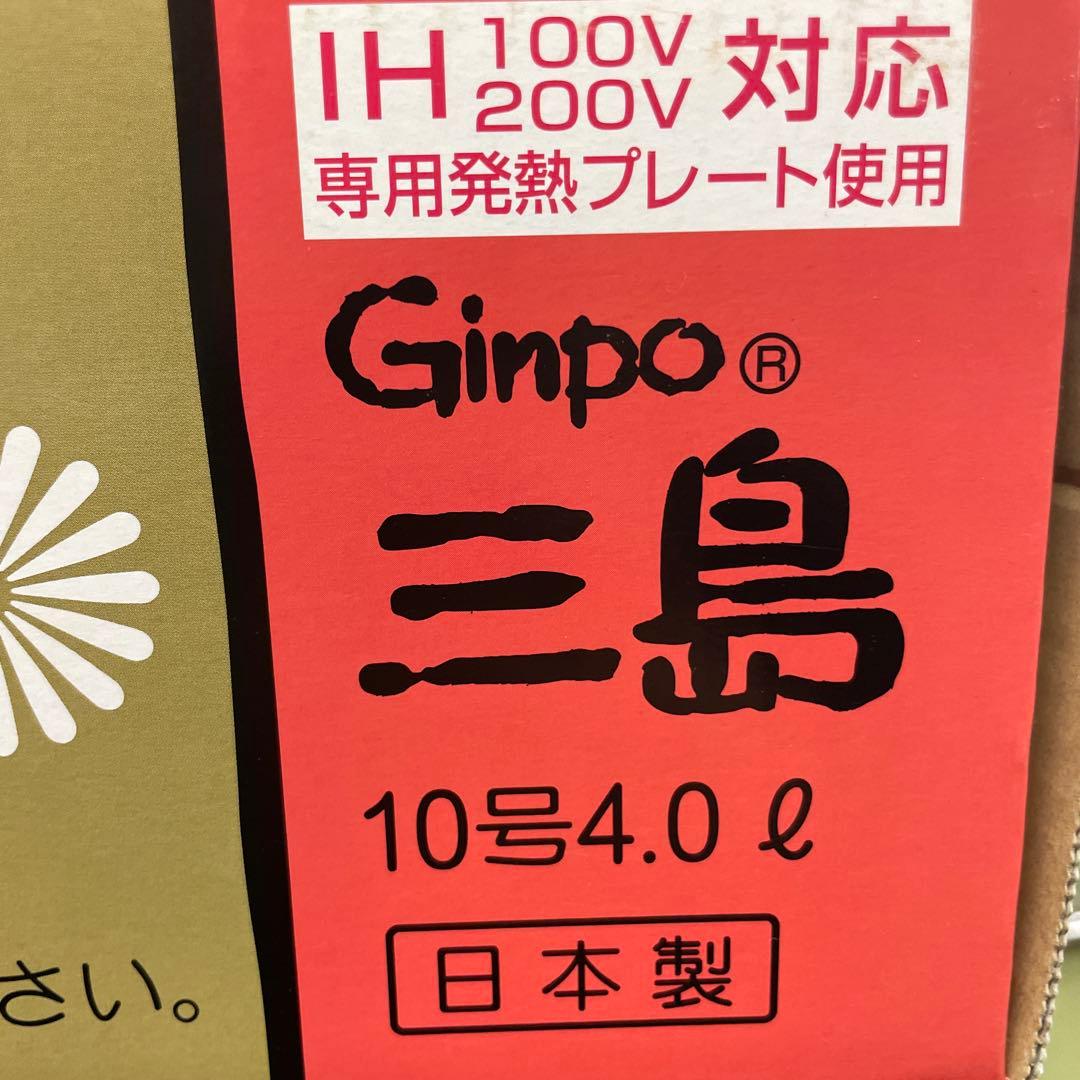 IH 100V 200V 対応
専用発熱プレート使用
Ginpo®
三島
10号4.0ℓ
日本製
さい。